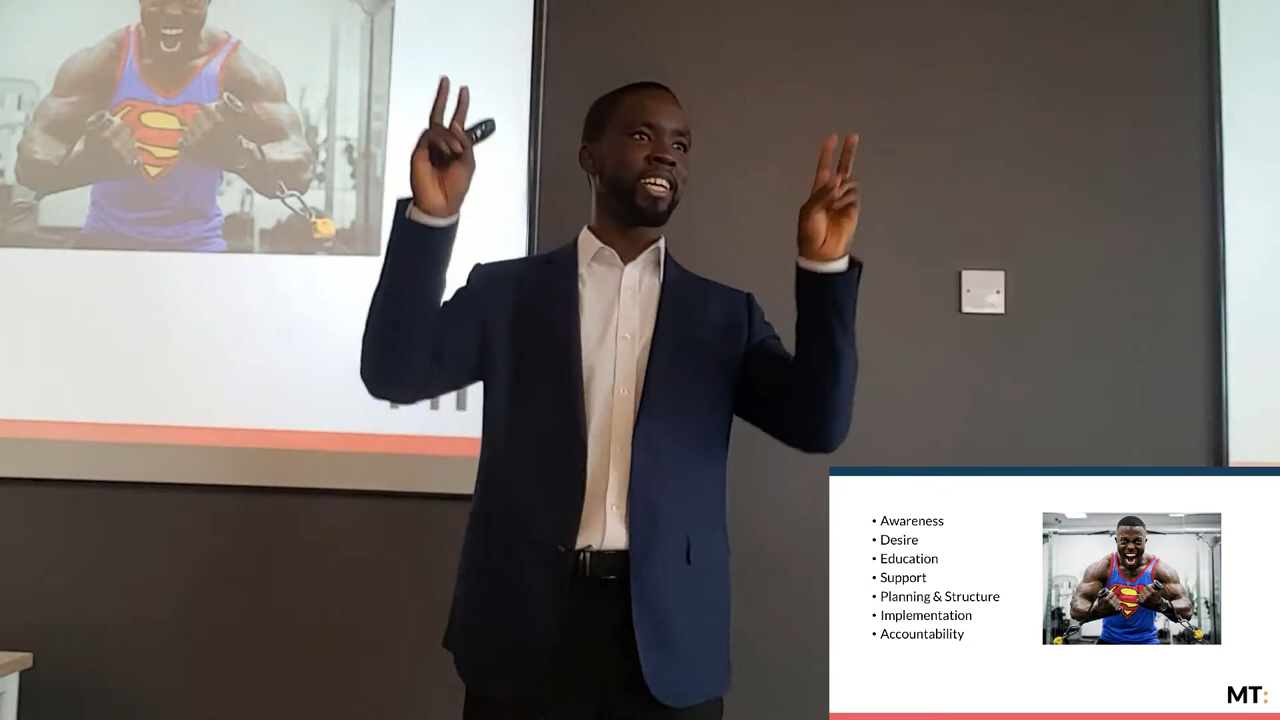 • Awareness
• Desire
• Education
• Support
• Planning & Structure
• Implementation
• Accountability
MT: